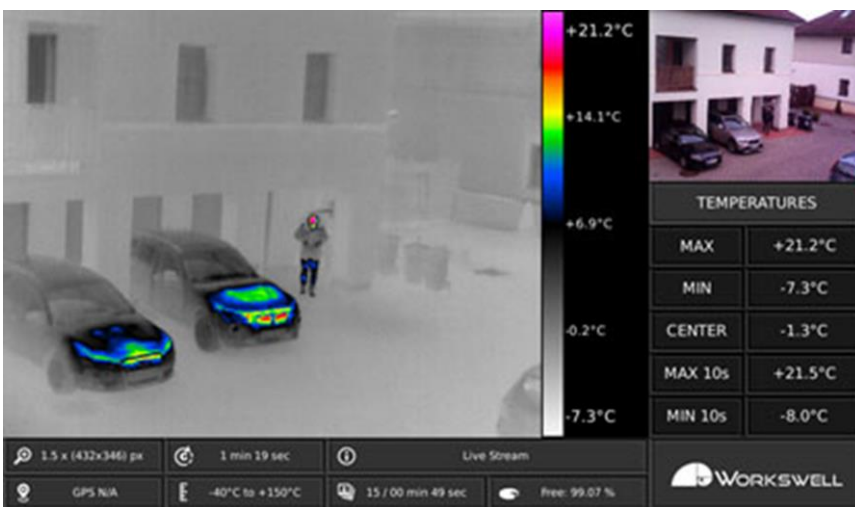 +21.2°C
+14.1°C
+6.9°C
-0.2°C
-7.3°C
TEMPERATURES
MAX +21.2°C
MIN -7.3°C
CENTER -1.3°C
MAX 10s +21.5°C
MIN 10s -8.0°C
1.5 x (432x346) px
1 min 19 sec
Live Stream
GPS N/A
-40°C to +150°C
15 / 00 min 49 sec
Free: 99.07 %
WORKSWELL